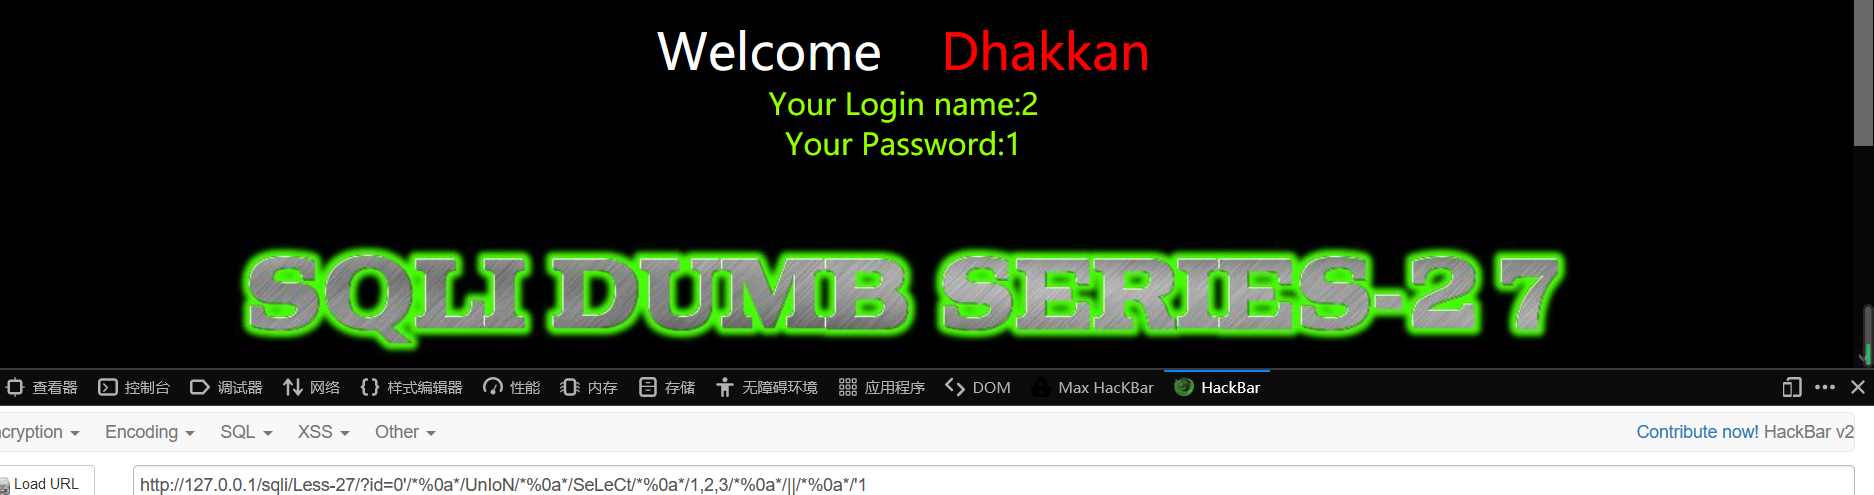 Welcome Dhakkan
Your Login name:2
Your Password:1
SQLI DUMB SERIES-27
查看器 控制台 调试器 网络 样式编辑器 性能 内存 存储 无障碍环境 应用程序 DOM Max HacKBar HackBar
cryption Encoding SQL XSS Other Contribute now! HackBar v2
Load URL http://127.0.0.1/sqli/Less-27/?id=0'/*%0a*/UnIoN/*%0a*/SeLeCt/*%0a*/1,2,3/*%0a*/||/*%0a*/'1